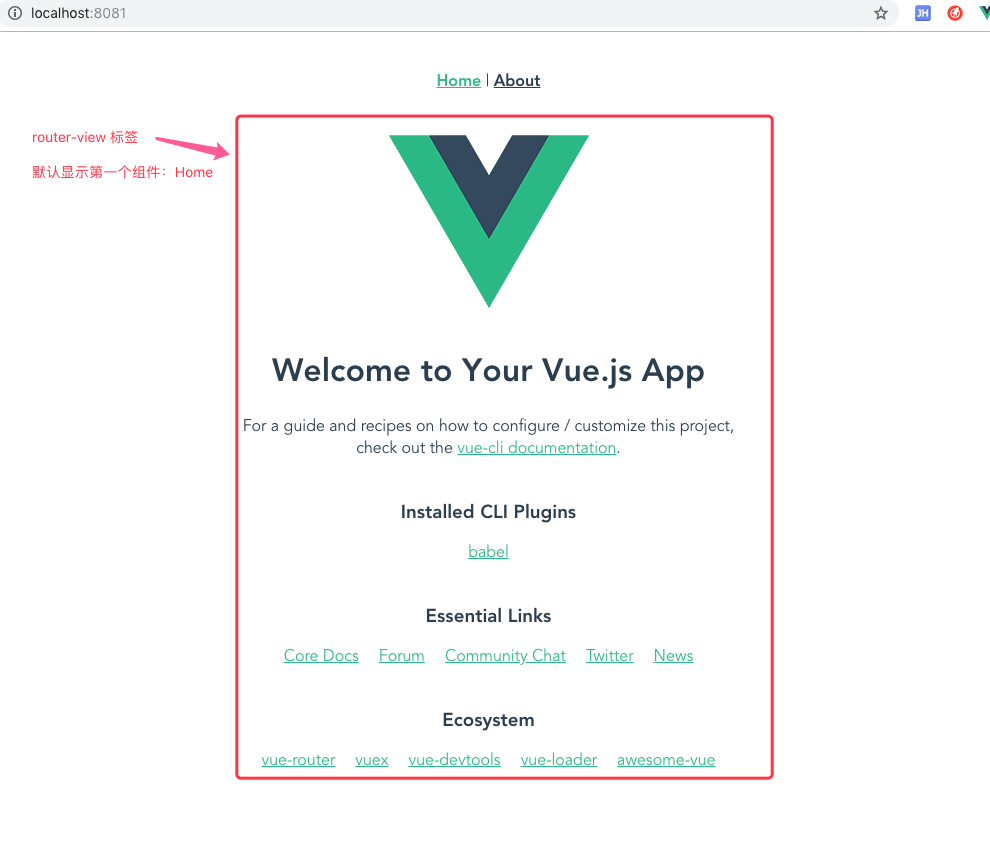 localhost:8081
JH
Home | About
router-view 标签
默认显示第一个组件：Home
Welcome to Your Vue.js App
For a guide and recipes on how to configure / customize this project,
check out the vue-cli documentation.
Installed CLI Plugins
babel
Essential Links
Core Docs Forum Community Chat Twitter News
Ecosystem
vue-router vuex vue-devtools vue-loader awesome-vue